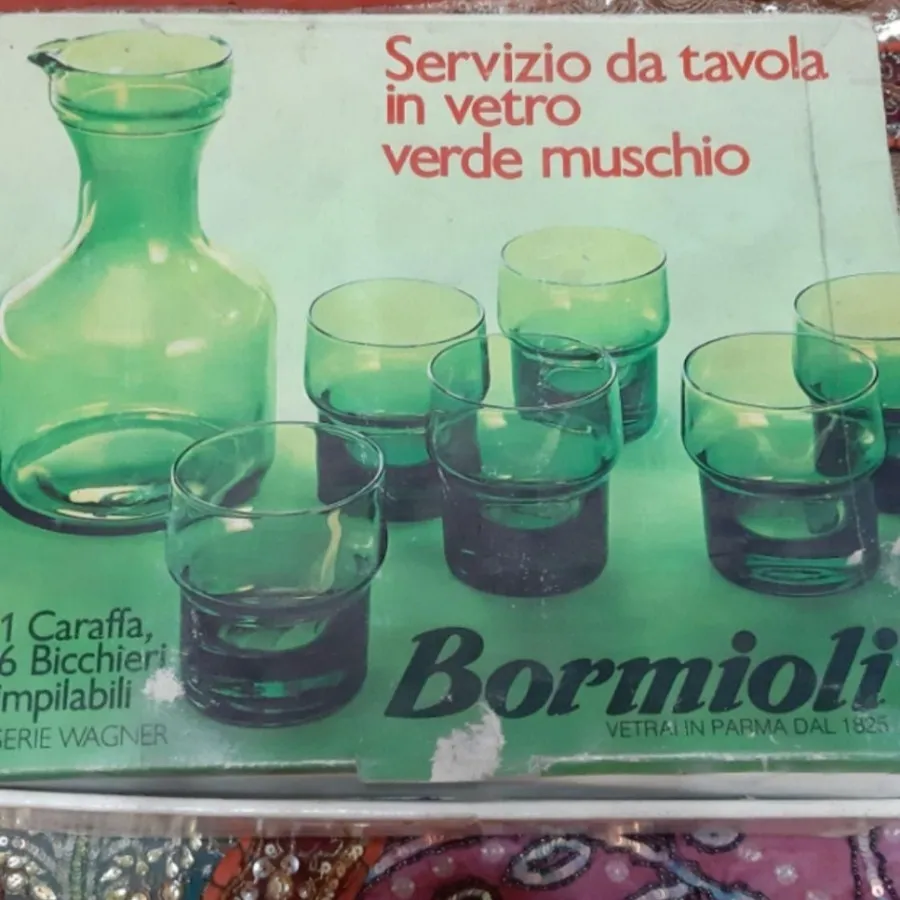 Servizio da tavola
in vetro
verde muschio
1 Caraffa,
6 Bicchieri
impilabili
SERIE WAGNER
Bormioli
VETRAI IN PARMA DAL 1825